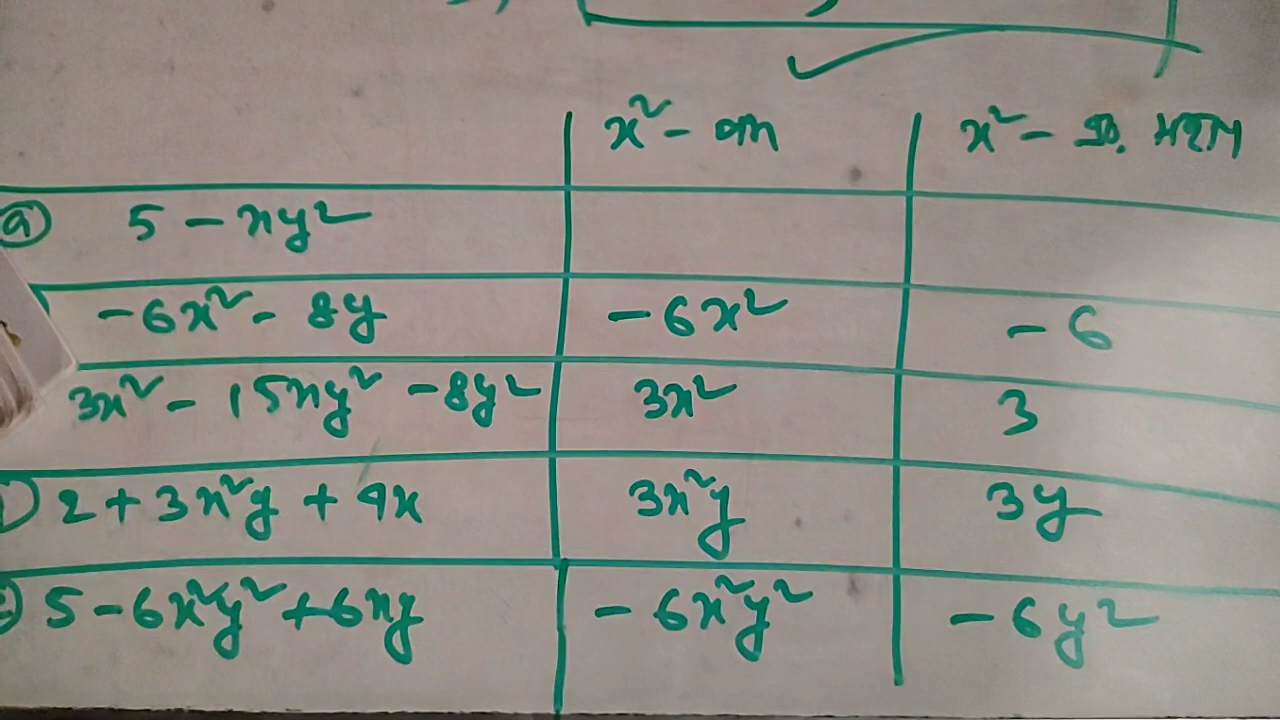 x² - পদ x² - এর সহগ
a 5 - xy²
-6x² - 8y -6x² -6
3x² - 15xy² - 8y² 3x² 3
2 + 3x²y + 4x 3x²y 3y
5 - 6x²y² + 6xy -6x²y² -6y²